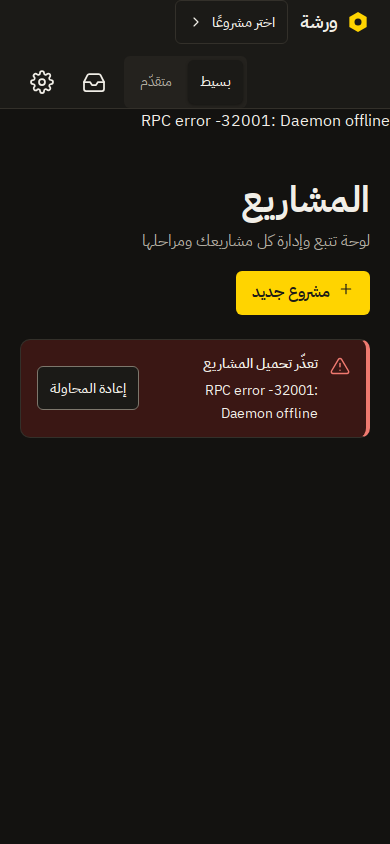 ورشة
اختر مشروعًا
بسيط
متقدّم
RPC error -32001: Daemon offline
المشاريع
لوحة تتبع وإدارة كل مشاريعك ومراحلها
+ مشروع جديد
تعذّر تحميل المشاريع
RPC error -32001:
Daemon offline
إعادة المحاولة